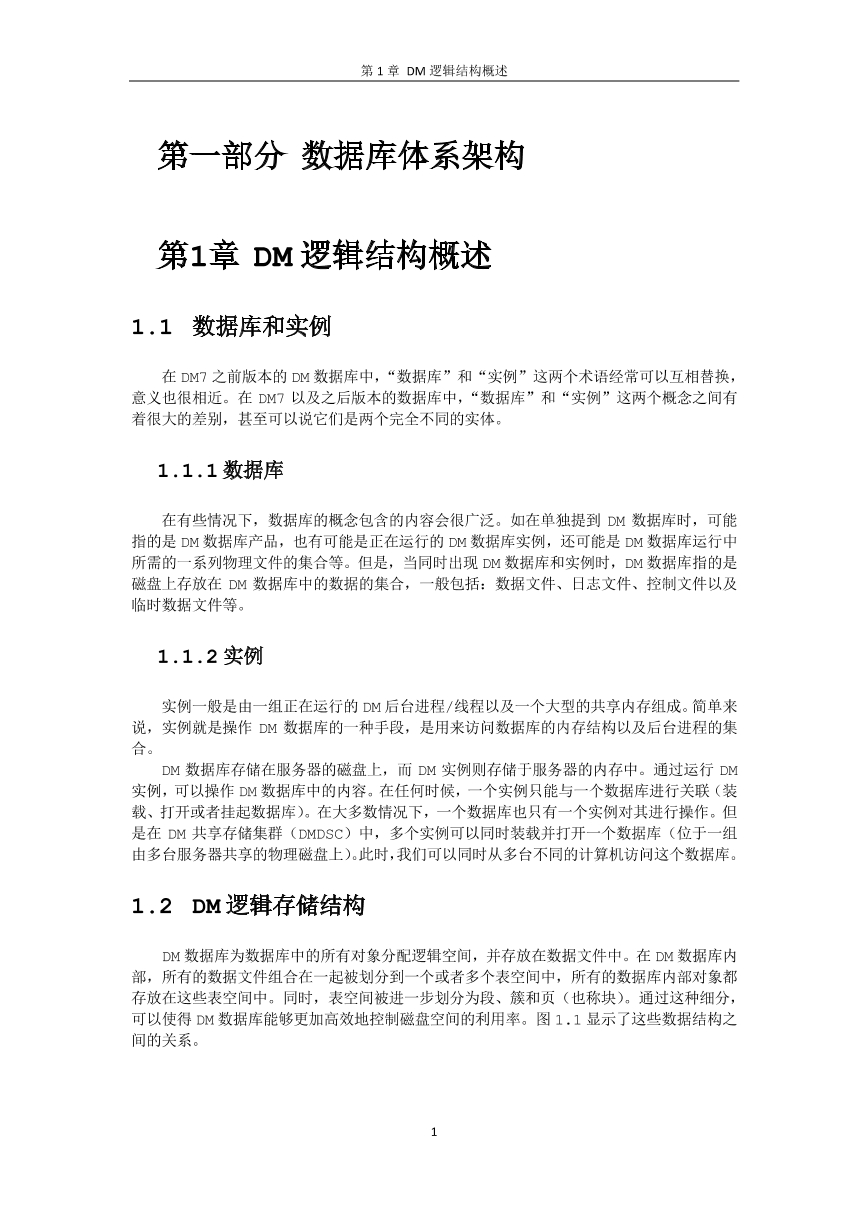 第 1 章 DM 逻辑结构概述
第一部分 数据库体系架构
第1章 DM 逻辑结构概述
1.1 数据库和实例
在 DM7 之前版本的 DM 数据库中，“数据库”和“实例”这两个术语经常可以互相替换，
意义也很相近。在 DM7 以及之后版本的数据库中，“数据库”和“实例”这两个概念之间有
着很大的差别，甚至可以说它们是两个完全不同的实体。
1.1.1 数据库
在有些情况下，数据库的概念包含的内容会很广泛。如在单独提到 DM 数据库时，可能
指的是 DM 数据库产品，也有可能是正在运行的 DM 数据库实例，还可能是 DM 数据库运行中
所需的一系列物理文件的集合等。但是，当同时出现 DM 数据库和实例时，DM 数据库指的是
磁盘上存放在 DM 数据库中的数据的集合，一般包括：数据文件、日志文件、控制文件以及
临时数据文件等。
1.1.2 实例
实例一般是由一组正在运行的 DM 后台进程/线程以及一个大型的共享内存组成。简单来
说，实例就是操作 DM 数据库的一种手段，是用来访问数据库的内存结构以及后台进程的集
合。
DM 数据库存储在服务器的磁盘上，而 DM 实例则存储于服务器的内存中。通过运行 DM
实例，可以操作 DM 数据库中的内容。在任何时候，一个实例只能与一个数据库进行关联（装
载、打开或者挂起数据库）。在大多数情况下，一个数据库也只有一个实例对其进行操作。但
是在 DM 共享存储集群（DMDSC）中，多个实例可以同时装载并打开一个数据库（位于一组
由多台服务器共享的物理磁盘上）。此时，我们可以同时从多台不同的计算机访问这个数据库。
1.2 DM 逻辑存储结构
DM 数据库为数据库中的所有对象分配逻辑空间，并存放在数据文件中。在 DM 数据库内
部，所有的数据文件组合在一起被划分到一个或者多个表空间中，所有的数据库内部对象都
存放在这些表空间中。同时，表空间被进一步划分为段、簇和页（也称块）。通过这种细分，
可以使得 DM 数据库能够更加高效地控制磁盘空间的利用率。图 1.1 显示了这些数据结构之
间的关系。
1